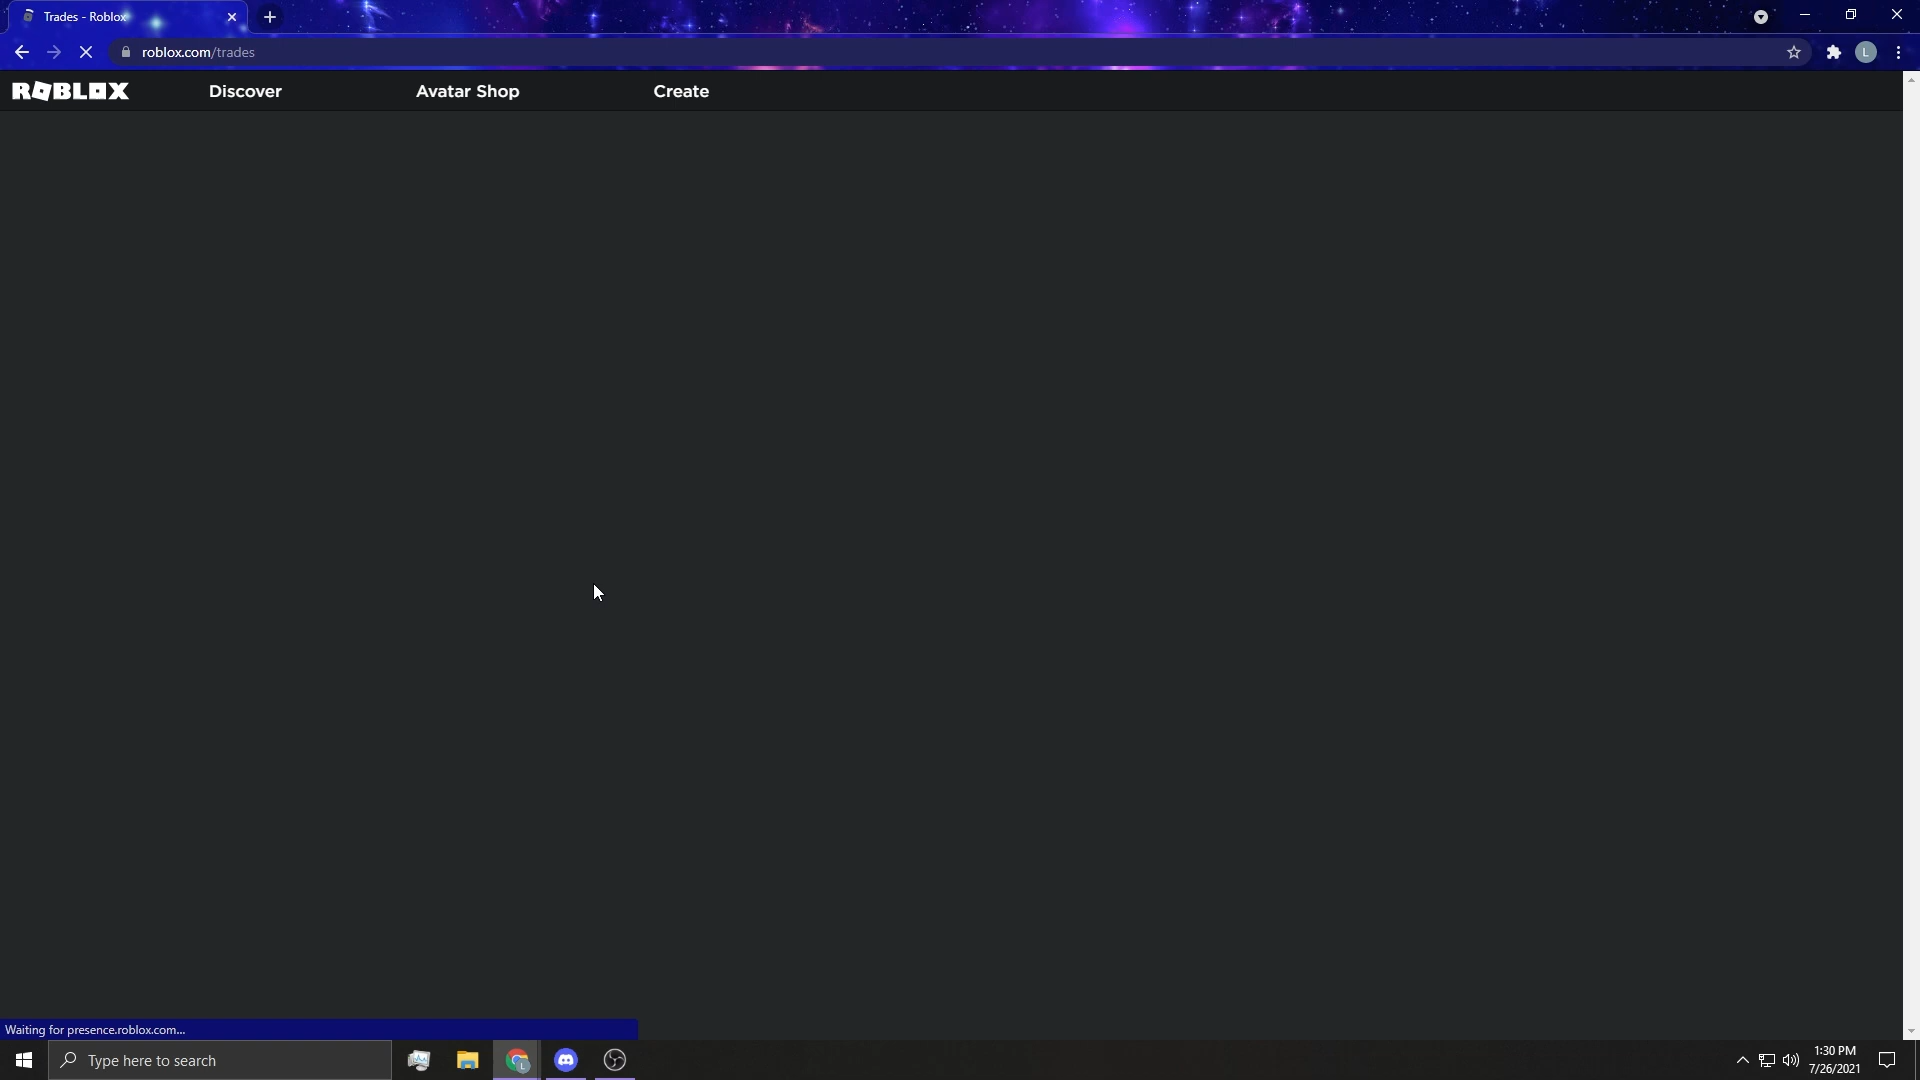 Trades - Roblox
roblox.com/trades
L
ROBLOX
Discover
Avatar Shop
Create
Waiting for presence.roblox.com...
Type here to search
L
1:30 PM
7/26/2021